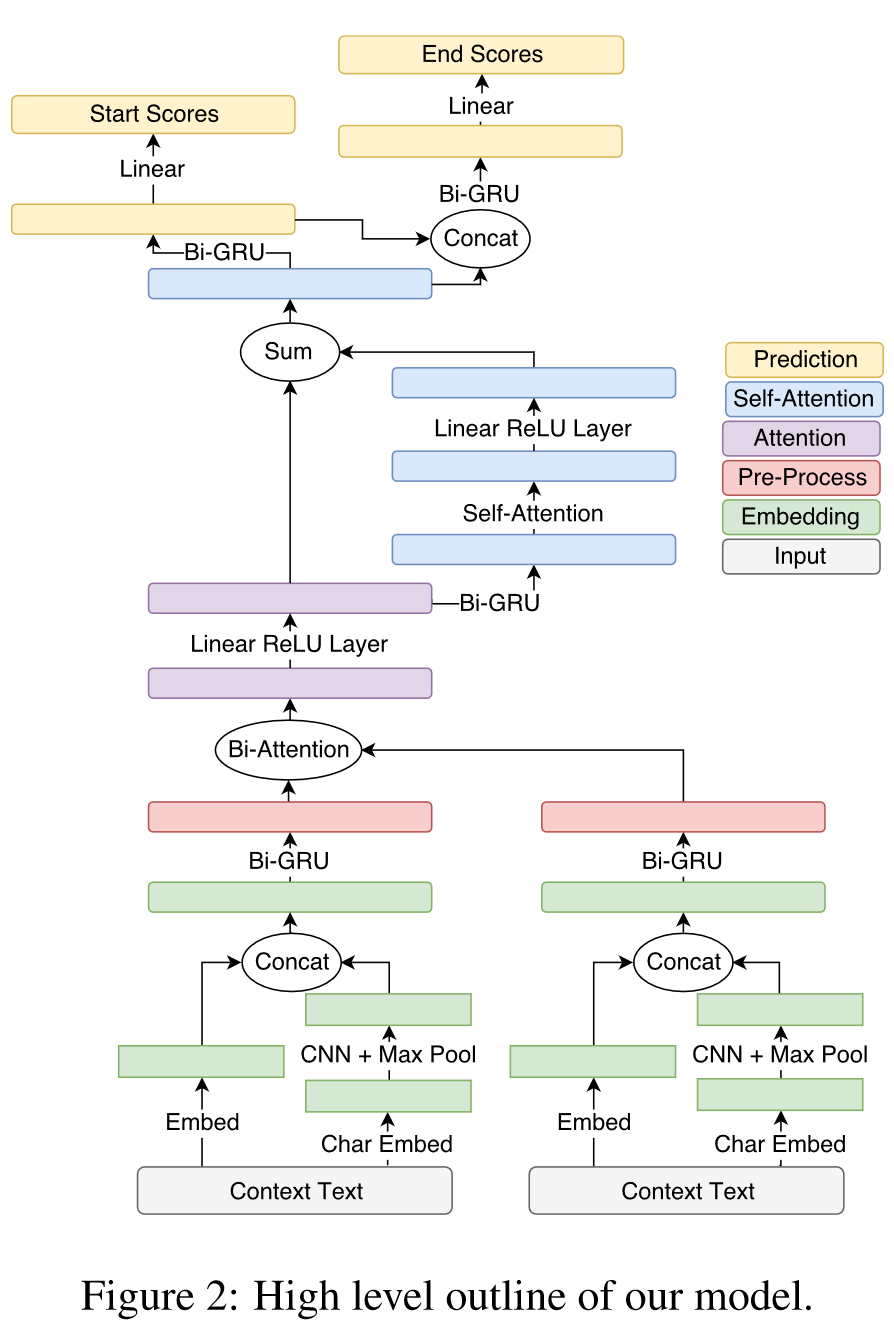 End Scores
Start Scores
Linear
Linear
Bi-GRU
Concat
Bi-GRU
Sum
Linear ReLU Layer
Self-Attention
Bi-GRU
Prediction
Self-Attention
Attention
Pre-Process
Embedding
Input
Linear ReLU Layer
Bi-Attention
Bi-GRU
Bi-GRU
Concat
Concat
CNN + Max Pool
CNN + Max Pool
Embed
Char Embed
Embed
Char Embed
Context Text
Context Text
Figure 2: High level outline of our model.